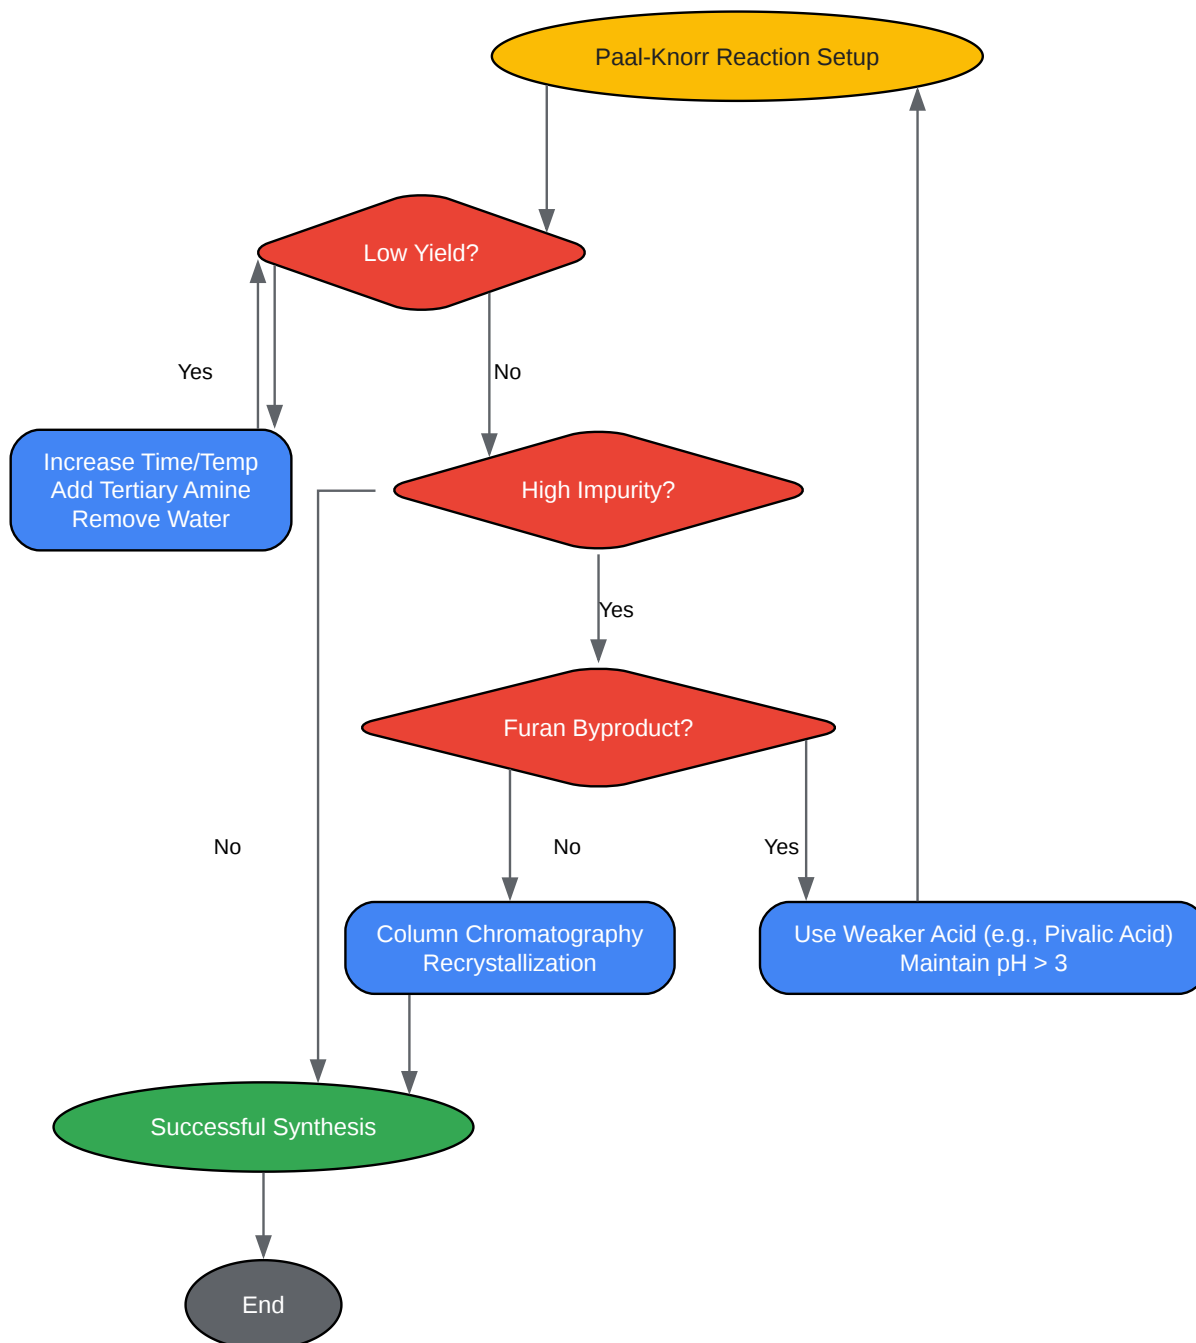 Paal-Knorr Reaction Setup
Low Yield?
Yes
No
Increase Time/Temp
Add Tertiary Amine
Remove Water
High Impurity?
Yes
Furan Byproduct?
No
No
Yes
Column Chromatography
Recrystallization
Use Weaker Acid (e.g., Pivalic Acid)
Maintain pH > 3
Successful Synthesis
End